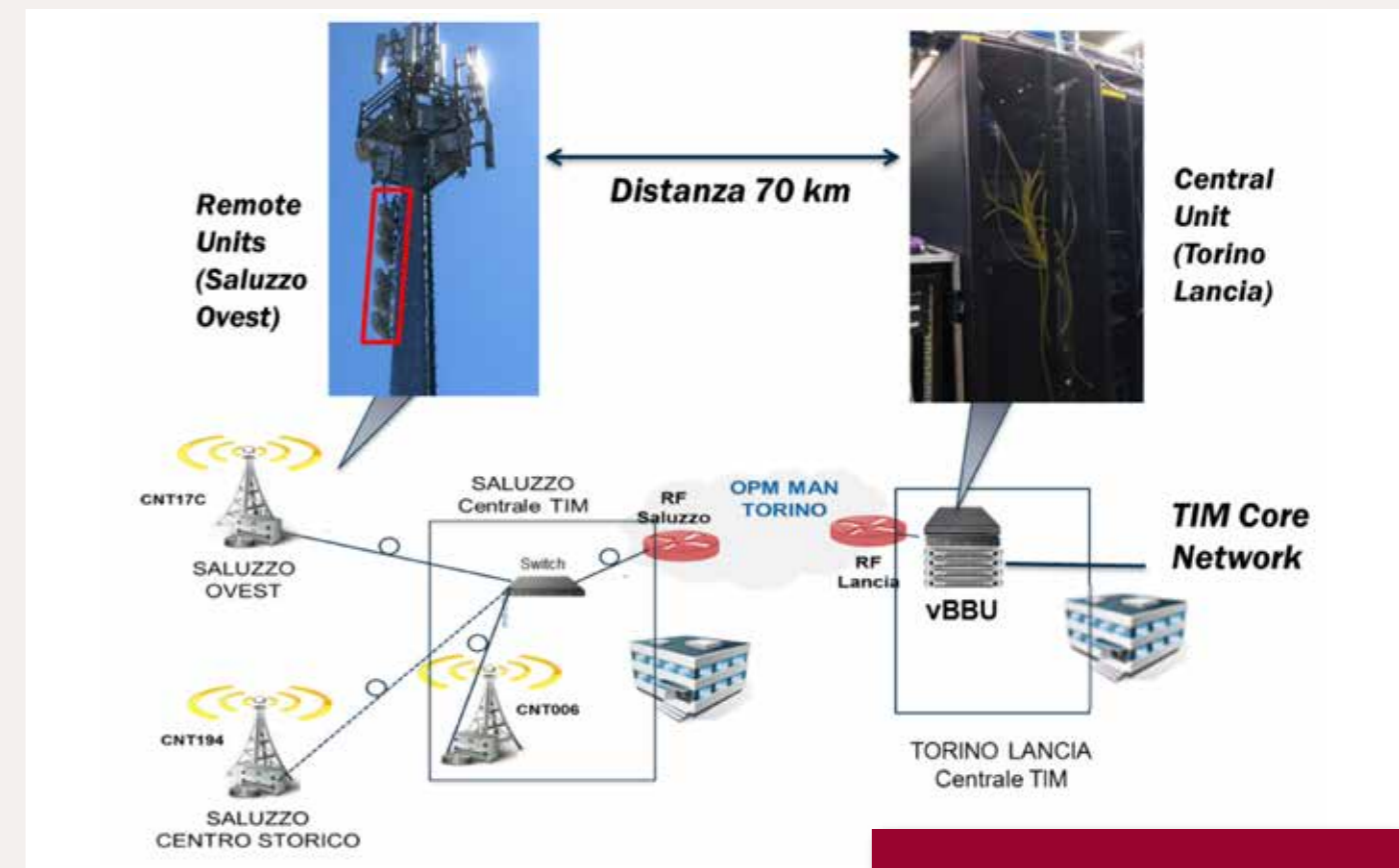 Remote
Units
(Saluzzo
Ovest)
Distanza 70 km
Central
Unit
(Torino
Lancia)
CNT17C
SALUZZO
OVEST
SALUZZO
Centrale TIM
Switch
RF
Saluzzo
OPM MAN
TORINO
RF
Lancia
vBBU
TIM Core
Network
CNT006
CNT194
SALUZZO
CENTRO STORICO
TORINO LANCIA
Centrale TIM